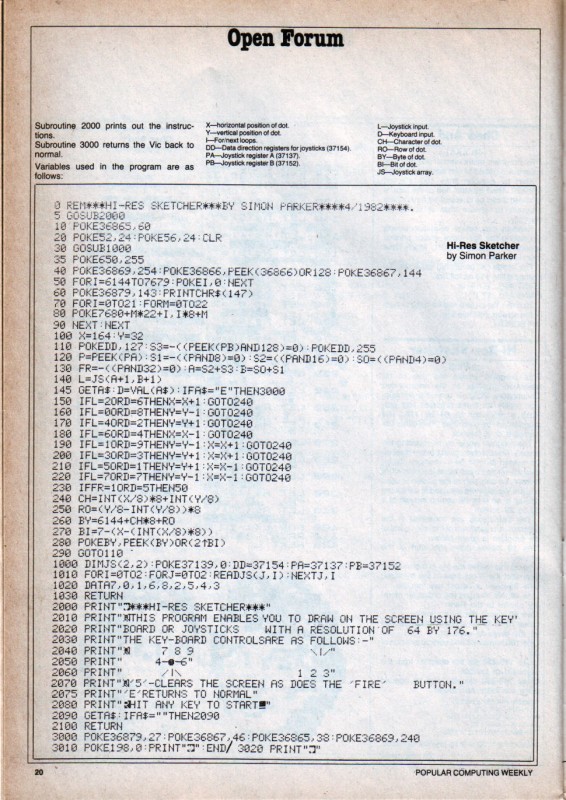 Open Forum
Subroutine 2000 prints out the instruc-
tions.
Subroutine 3000 returns the Vic back to
normal.
Variables used in the program are as
follows:
X—horizontal position of dot.
Y—vertical position of dot.
I—For/next loops.
DD—Data direction registers for joysticks (37154).
PA—Joystick register A (37137).
PB—Joystick register B (37152).
L—Joystick input.
D—Keyboard input.
CH—Character of dot.
RO—Row of dot.
BY—Byte of dot.
BI—Bit of dot.
JS—Joystick array.
Hi-Res Sketcher
by Simon Parker
0 REM***HI-RES SKETCHER***BY SIMON PARKER****4/1982****.
5 GOSUB2000
10 POKE36865,60
20 POKE52,24:POKE56,24:CLR
30 GOSUB1000
35 POKE650,255
40 POKE36869,254:POKE36866,PEEK(36866)OR128:POKE36867,144
50 FORI=6144TO7679:POKEI,0:NEXT
60 POKE36879,143:PRINTCHR$(147)
70 FORI=0TO21:FORM=0TO22
80 POKE7680+M*22+I,I*8+M
90 NEXT:NEXT
100 X=164:Y=32
110 POKEDD,127:S3=-((PEEK(PB)AND128)=0):POKEDD,255
120 P=PEEK(PA):S1=-((PAND8)=0):S2=((PAND16)=0):SO=((PAND4)=0)
130 FR=-((PAND32)=0):A=S2+S3:B=SO+S1
140 L=JS(A+1,B+1)
145 GETA$:D=VAL(A$):IFA$="E"THEN3000
150 IFL=2ORD=6THENX=X+1:GOTO240
160 IFL=0OR8THENY=Y-1:GOTO240
170 IFL=4ORD=2THENY=Y+1:GOTO240
180 IFL=6ORD=4THENX=X-1:GOTO240
190 IFL=1ORD=9THENY=Y-1:X=X+1:GOTO240
200 IFL=3ORD=3THENY=Y+1:X=X+1:GOTO240
210 IFL=5ORD=1THENY=Y+1:X=X-1:GOTO240
220 IFL=7ORD=7THENY=Y-1:X=X-1:GOTO240
230 IFFR=1ORD=5THEN50
240 CH=INT(X/8)*8+INT(Y/8)
250 RO=(Y/8-INT(Y/8))*8
260 BY=6144+CH*8+RO
270 BI=7-(X-(INT(X/8)*8))
280 POKEBY,PEEK(BY)OR(2↑BI)
290 GOTO110
1000 DIMJS(2,2):POKE37139,0:DD=37154:PA=37137:PB=37152
1010 FORI=0TO2:FORJ=0TO2:READJS(J,I):NEXTJ,I
1020 DATA7,0,1,6,8,2,5,4,3
1030 RETURN
2000 PRINT"***HI-RES SKETCHER***"
2010 PRINT"THIS PROGRAM ENABLES YOU TO DRAW ON THE SCREEN USING THE KEY'
2020 PRINT"BOARD OR JOYSTICKS WITH A RESOLUTION OF 64 BY 176."
2030 PRINT"THE KEY-BOARD CONTROLSARE AS FOLLOWS:-"
2040 PRINT" 7 8 9 \|/"
2050 PRINT" 4-●-6"
2060 PRINT" /|\ 1 2 3"
2070 PRINT"'5'-CLEARS THE SCREEN AS DOES THE 'FIRE' BUTTON."
2075 PRINT"'E'RETURNS TO NORMAL"
2080 PRINT"HIT ANY KEY TO START"
2090 GETA$:IFA$=""THEN2090
2100 RETURN
3000 POKE36879,27:POKE36867,46:POKE36865,38:POKE36869,240
3010 POKE198,0:PRINT"":END/ 3020 PRINT""
20
POPULAR COMPUTING WEEKLY